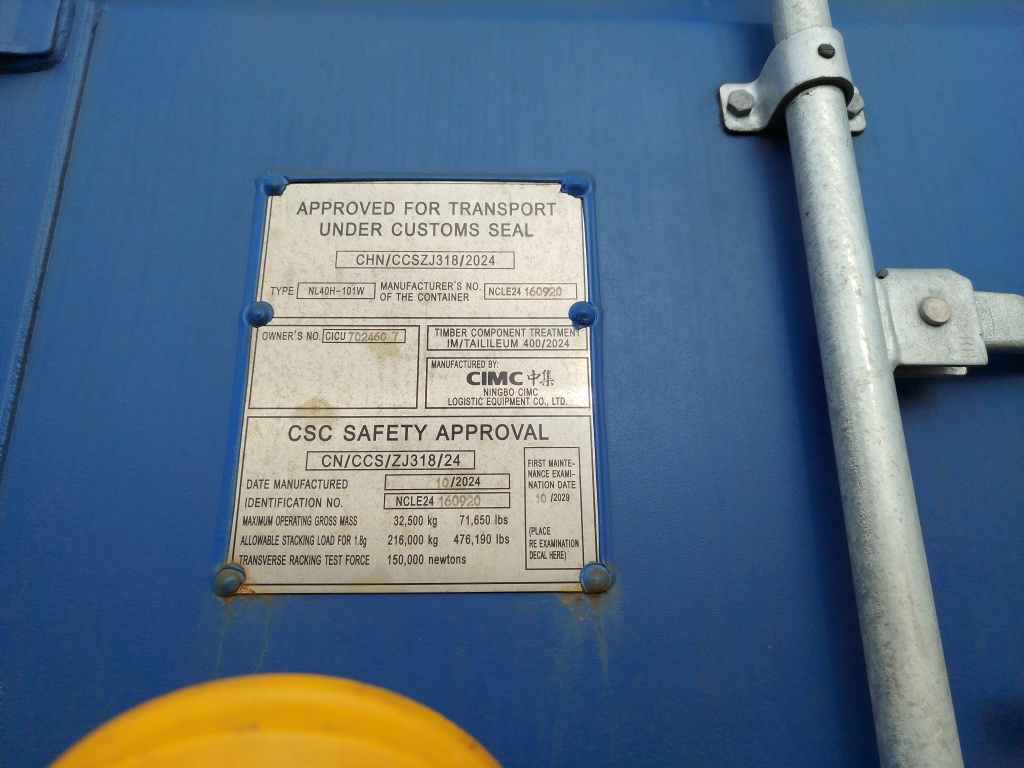 APPROVED FOR TRANSPORT
UNDER CUSTOMS SEAL
CHN/CCSZJ318/2024
TYPE NL40H-101W MANUFACTURER'S NO. OF THE CONTAINER NCLE24 160920
OWNER'S NO. CICU 702460 7
TIMBER COMPONENT TREATMENT
IM/TAILILEUM 400/2024
MANUFACTURED BY:
CIMC 中集
NINGBO CIMC
LOGISTIC EQUIPMENT CO., LTD.
CSC SAFETY APPROVAL
CN/CCS/ZJ318/24
DATE MANUFACTURED 10/2024
IDENTIFICATION NO. NCLE24 160920
MAXIMUM OPERATING GROSS MASS 32,500 kg 71,650 lbs
ALLOWABLE STACKING LOAD FOR 1.8g 216,000 kg 476,190 lbs
TRANSVERSE RACKING TEST FORCE 150,000 newtons
FIRST MAINTE-
NANCE EXAMI-
NATION DATE
10 /2029
(PLACE
RE EXAMINATION
DECAL HERE)